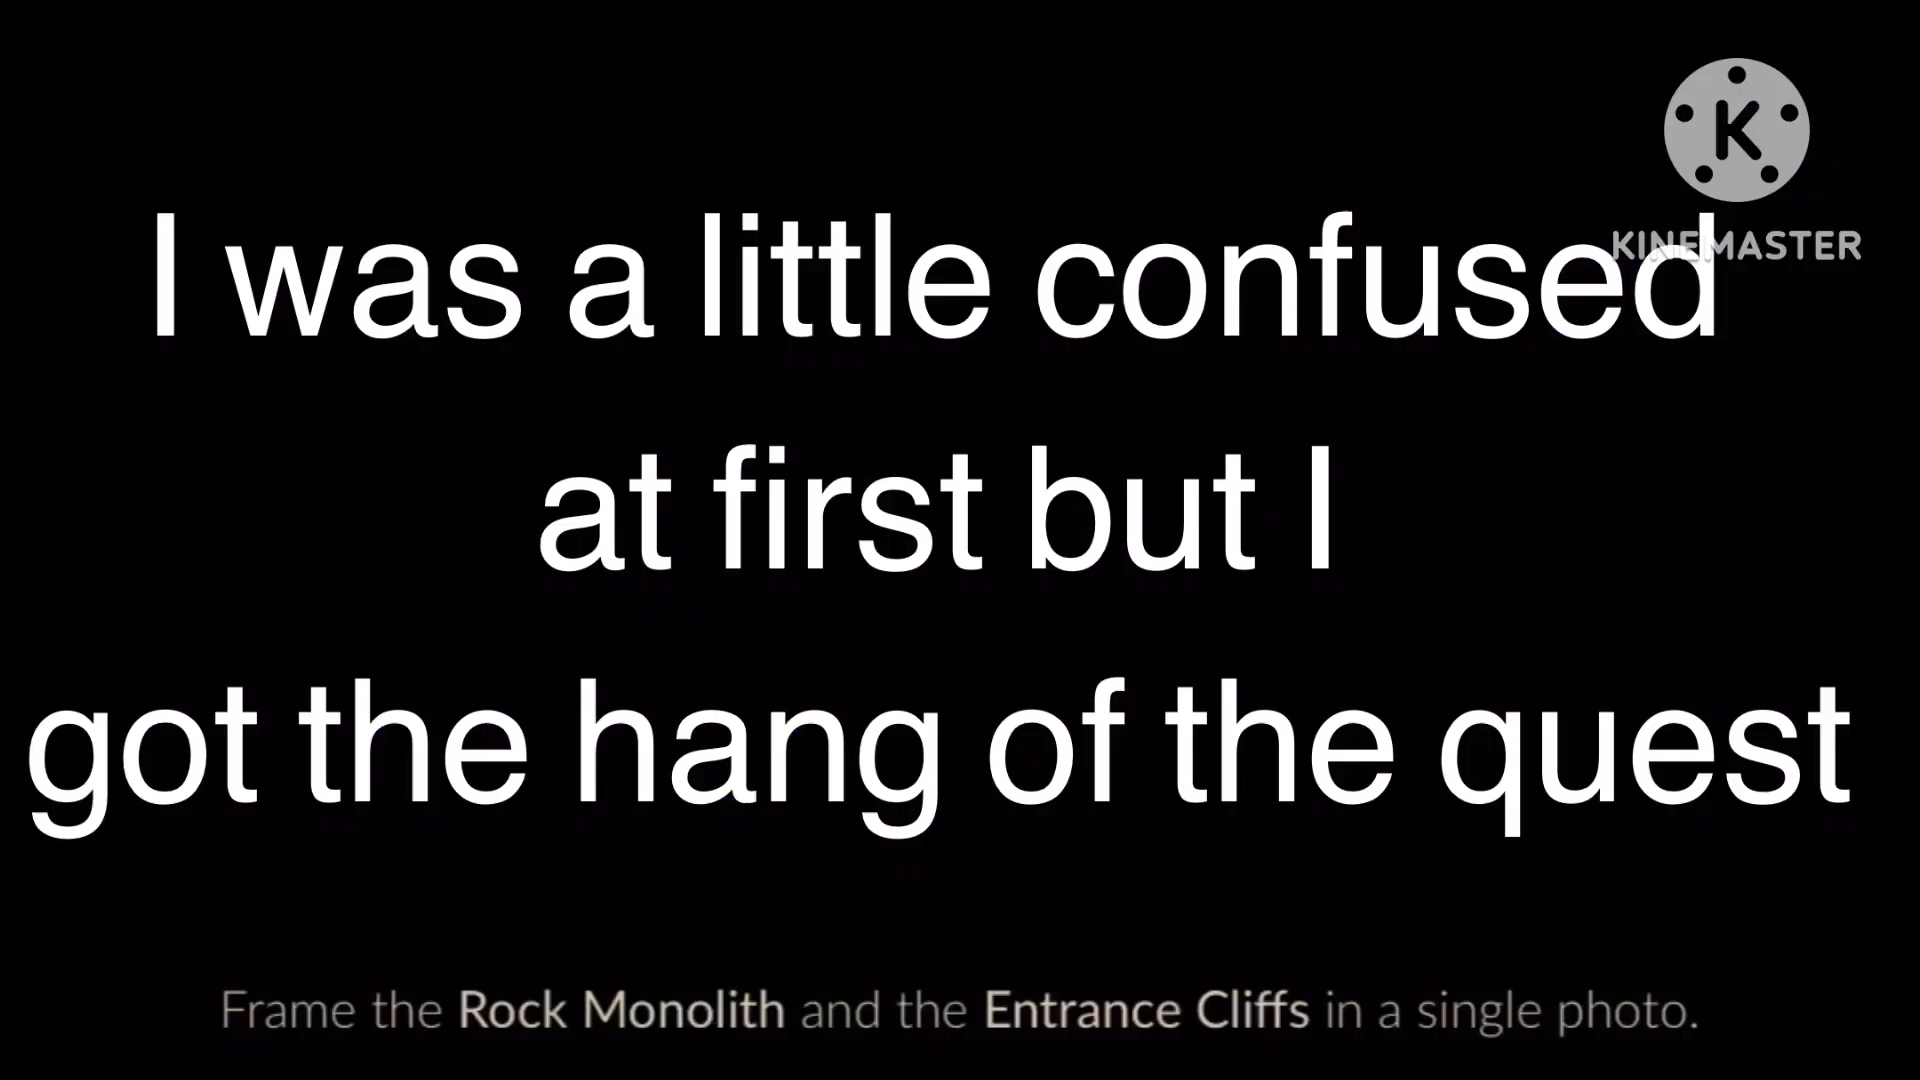 K
KINEMASTER
I was a little confused
at first but I
got the hang of the quest
Frame the Rock Monolith and the Entrance Cliffs in a single photo.